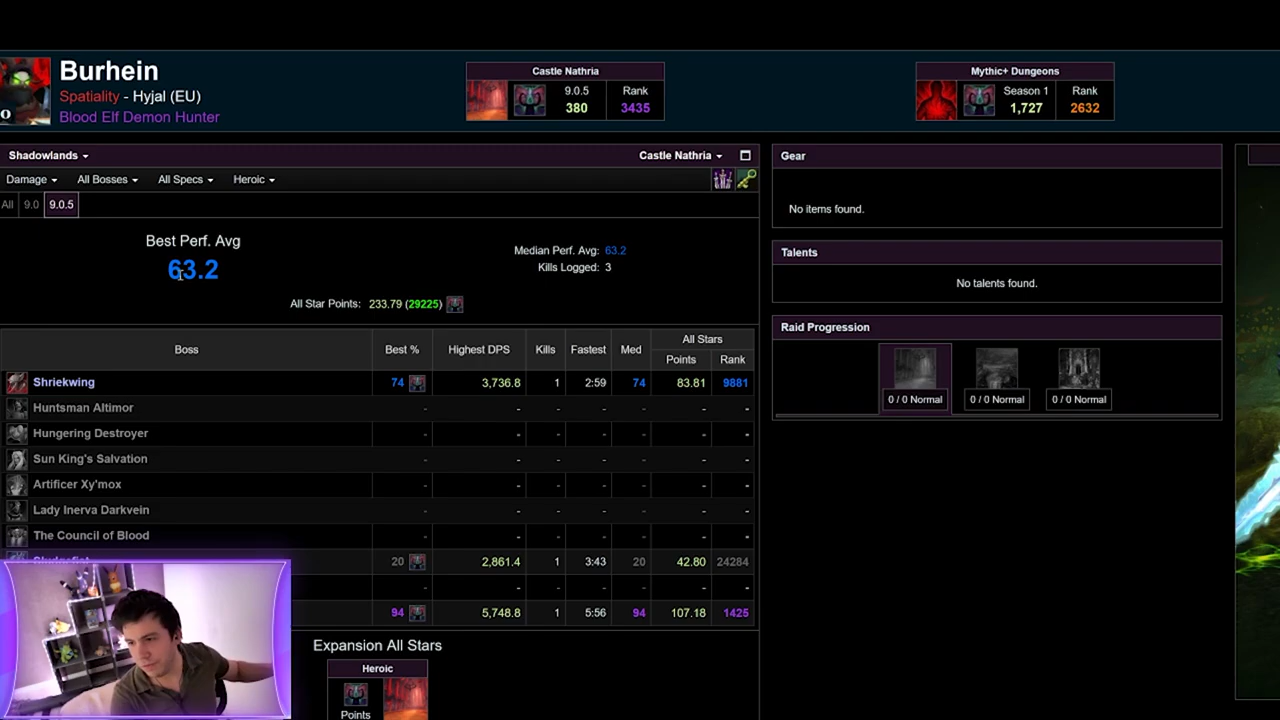 Burhein
Spatiality - Hyjal (EU)
Blood Elf Demon Hunter
Castle Nathria
9.0.5
380
Rank
3435
Mythic+ Dungeons
Season 1
1,727
Rank
2632
Shadowlands
Castle Nathria
Damage All Bosses All Specs Heroic
All 9.0 9.0.5
Best Perf. Avg
63.2
Median Perf. Avg: 63.2
Kills Logged: 3
All Star Points: 233.79 (29225)
Boss Best % Highest DPS Kills Fastest Med All Stars
Points Rank
Shriekwing 74 3,736.8 1 2:59 74 83.81 9881
Huntsman Altimor - - - - - - -
Hungering Destroyer - - - - - - -
Sun King's Salvation - - - - - - -
Artificer Xy'mox - - - - - - -
Lady Inerva Darkvein - - - - - - -
The Council of Blood - - - - - - -
20 2,861.4 1 3:43 20 42.80 24284
- - - - - - -
94 5,748.8 1 5:56 94 107.18 1425
Expansion All Stars
Heroic
Points
Gear
No items found.
Talents
No talents found.
Raid Progression
0 / 0 Normal 0 / 0 Normal 0 / 0 Normal